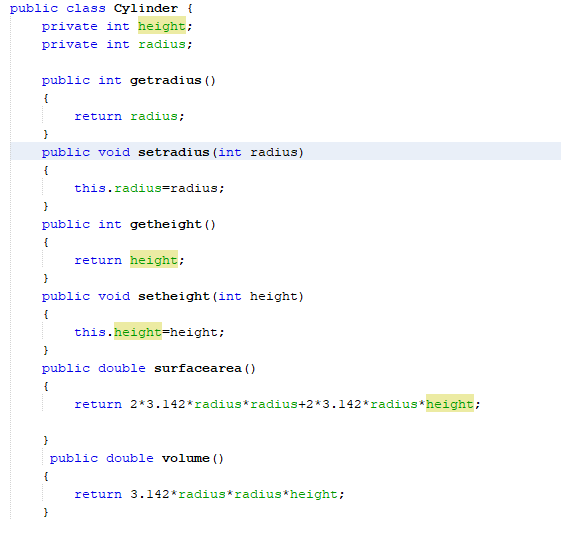 public class Cylinder {
    private int height;
    private int radius;

    public int getradius()
    {
        return radius;
    }
    public void setradius(int radius)
    {
        this.radius=radius;
    }
    public int getheight()
    {
        return height;
    }
    public void setheight(int height)
    {
        this.height=height;
    }
    public double surfacearea()
    {
        return 2*3.142*radius*radius+2*3.142*radius*height;

    }
     public double volume()
    {
        return 3.142*radius*radius*height;
    }